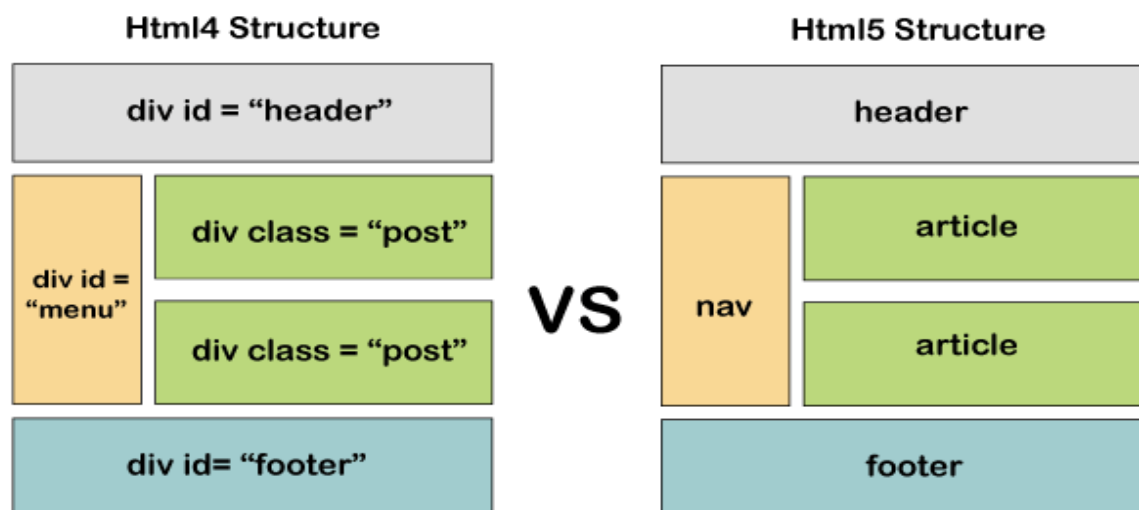 Html4 Structure
div id = “header”
div id =
“menu”
div class = “post”
div class = “post”
div id= “footer”
VS
Html5 Structure
header
nav
article
article
footer